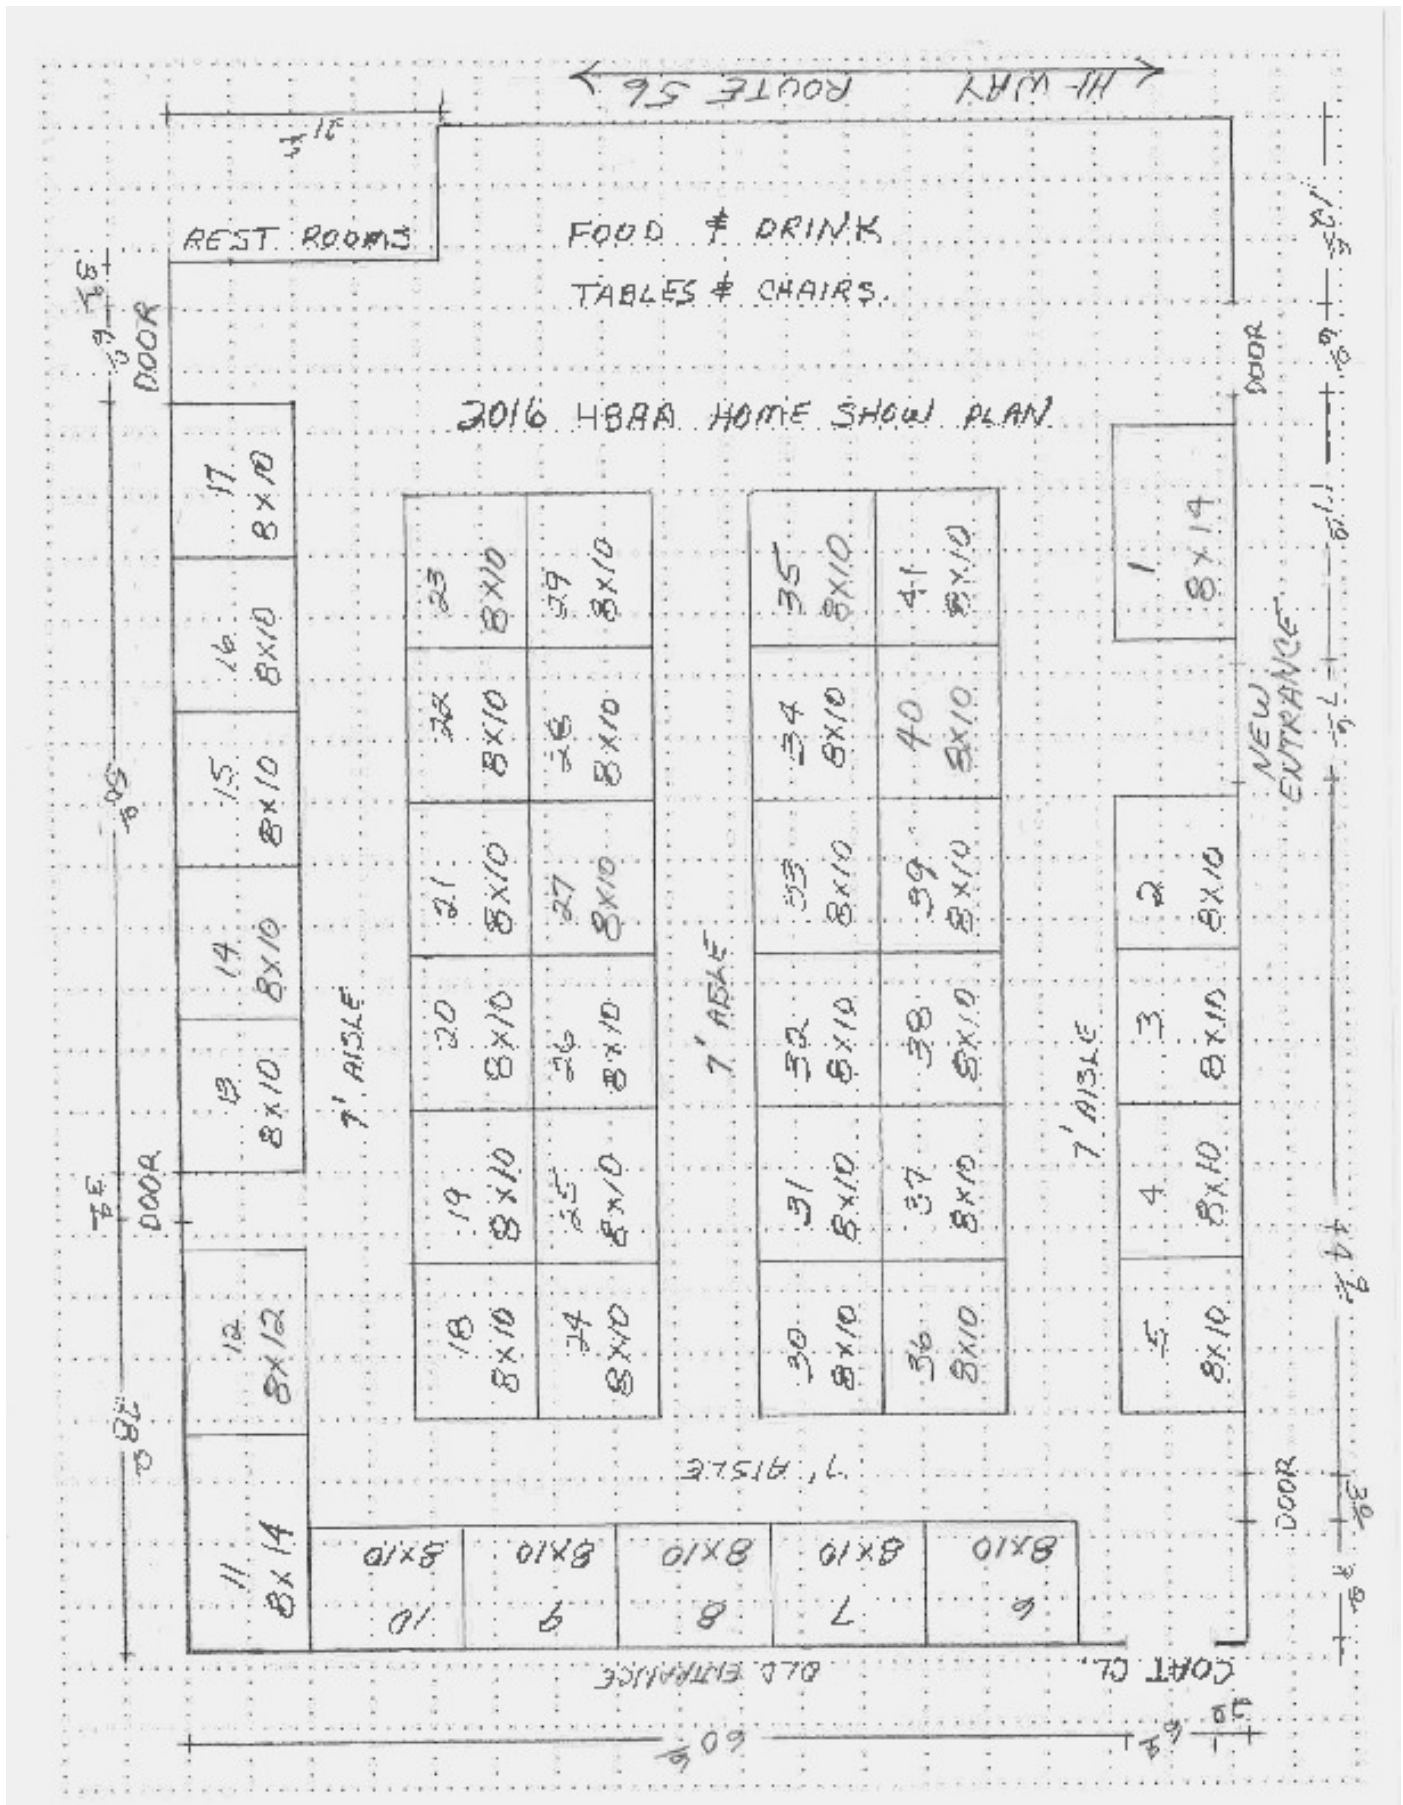 HI-WAY ROUTE 56
REST ROOMS
FOOD & DRINK
TABLES & CHAIRS.
DOOR
DOOR
2016 HBRA HOME SHOW PLAN
17
8X10
16
8X10
15
8X10
14
8X10
13
8X10
DOOR
12
8X12
11
8X14
7' AISLE
23
8X10
22
8X10
21
8X10
20
8X10
19
8X10
18
8X10
29
8X10
28
8X10
27
8X10
26
8X10
25
8X10
24
8X10
7' AISLE
35
8X10
34
8X10
33
8X10
32
8X10
31
8X10
30
8X10
41
8X10
40
8X10
39
8X10
38
8X10
37
8X10
36
8X10
7' AISLE
1
8X14
NEW
ENTRANCE
2
8X10
3
8X10
4
8X10
5
8X10
DOOR
7' AISLE
10
8X10
9
8X10
8
8X10
7
8X10
6
8X10
OLD ENTRANCE
COAT CL.